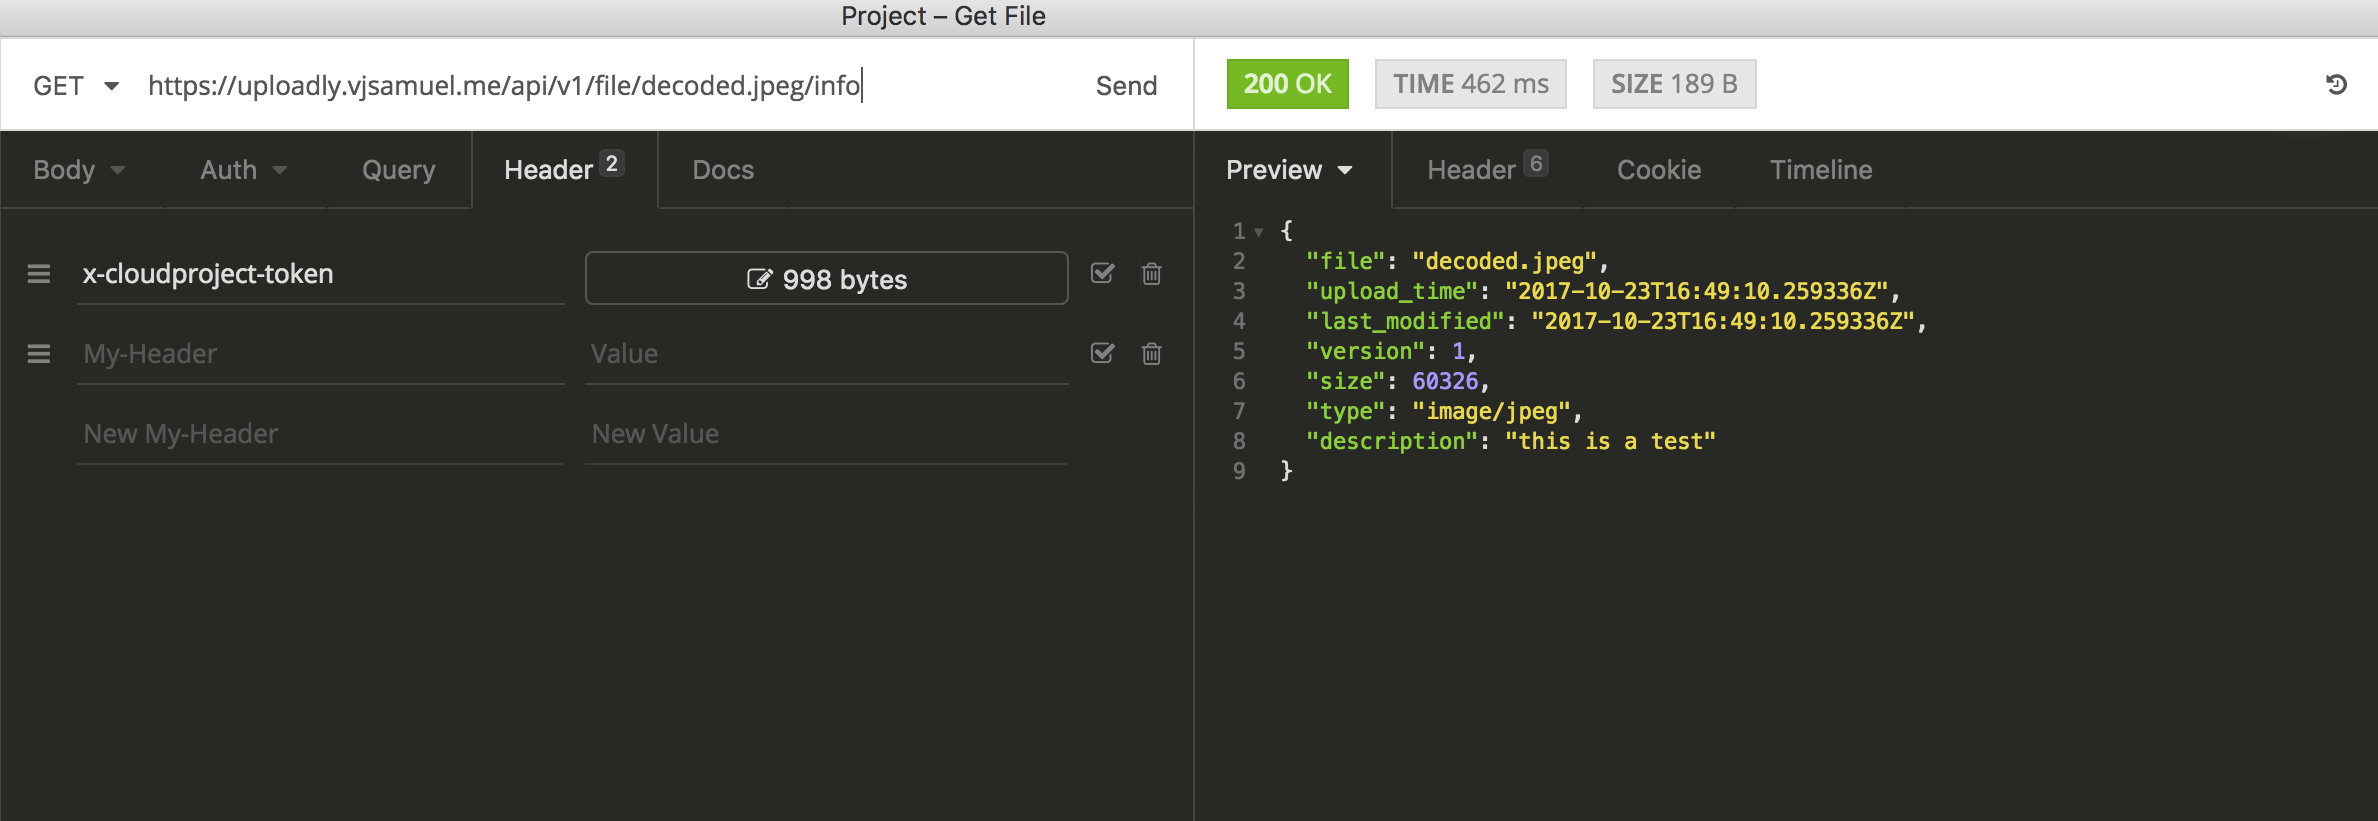 Project – Get File
GET https://uploadly.vjsamuel.me/api/v1/file/decoded.jpeg/info Send
200 OK TIME 462 ms SIZE 189 B
Body Auth Query Header 2 Docs
x-cloudproject-token 998 bytes
My-Header Value
New My-Header New Value
Preview Header 6 Cookie Timeline
1 {
2 "file": "decoded.jpeg",
3 "upload_time": "2017-10-23T16:49:10.259336Z",
4 "last_modified": "2017-10-23T16:49:10.259336Z",
5 "version": 1,
6 "size": 60326,
7 "type": "image/jpeg",
8 "description": "this is a test"
9 }